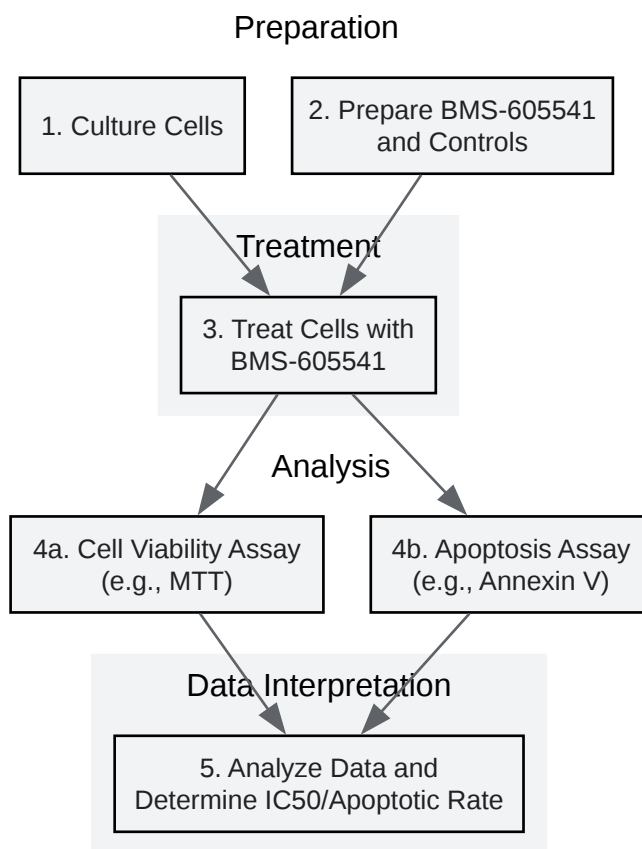 Preparation
1. Culture Cells
2. Prepare BMS-605541
and Controls
Treatment
3. Treat Cells with
BMS-605541
Analysis
4a. Cell Viability Assay
(e.g., MTT)
4b. Apoptosis Assay
(e.g., Annexin V)
Data Interpretation
5. Analyze Data and
Determine IC50/Apoptotic Rate